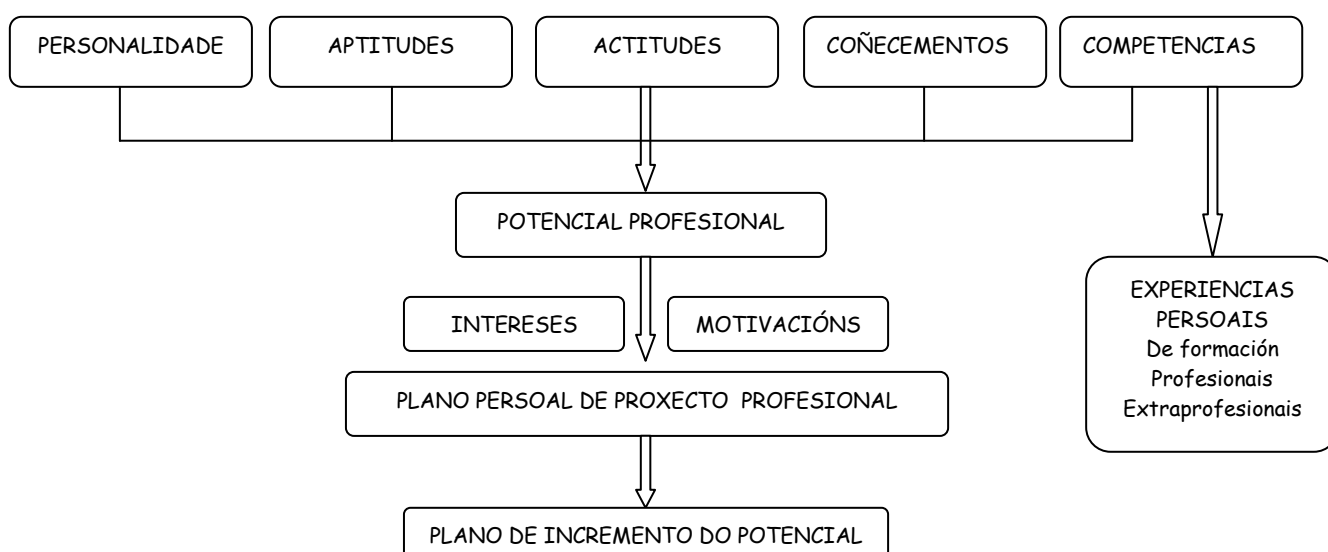 PERSONALIDADE
APTITUDES
ACTITUDES
COÑECEMENTOS
COMPETENCIAS
POTENCIAL PROFESIONAL
INTERESES
MOTIVACIÓNS
EXPERIENCIAS
PERSOAIS
De formación
Profesionais
Extraprofesionais
PLANO PERSOAL DE PROXECTO PROFESIONAL
PLANO DE INCREMENTO DO POTENCIAL